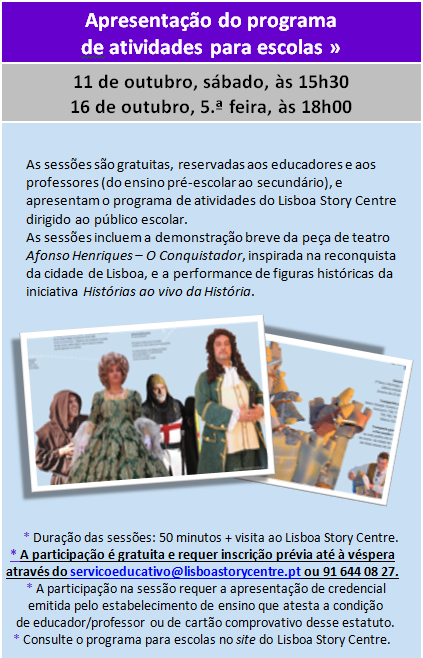 Apresentação do programa
de atividades para escolas »
11 de outubro, sábado, às 15h30
16 de outubro, 5.ª feira, às 18h00
As sessões são gratuitas, reservadas aos educadores e aos
professores (do ensino pré-escolar ao secundário), e
apresentam o programa de atividades do Lisboa Story Centre
dirigido ao público escolar.
As sessões incluem a demonstração breve da peça de teatro
Afonso Henriques – O Conquistador, inspirada na reconquista
da cidade de Lisboa, e a performance de figuras históricas da
iniciativa Histórias ao vivo da História.
* Duração das sessões: 50 minutos + visita ao Lisboa Story Centre.
* A participação é gratuita e requer inscrição prévia até à véspera
através do servicoeducativo@lisboastorycentre.pt ou 91 644 08 27.
* A participação na sessão requer a apresentação de credencial
emitida pelo estabelecimento de ensino que atesta a condição
de educador/professor ou de cartão comprovativo desse estatuto.
* Consulte o programa para escolas no site do Lisboa Story Centre.